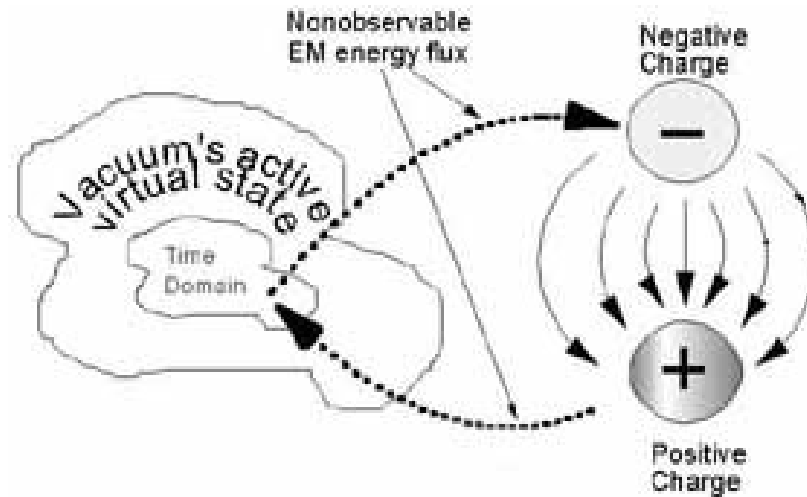 Nonobservable
EM energy flux
Negative
Charge
−
Vacuum's active
virtual state
Time
Domain
+
Positive
Charge